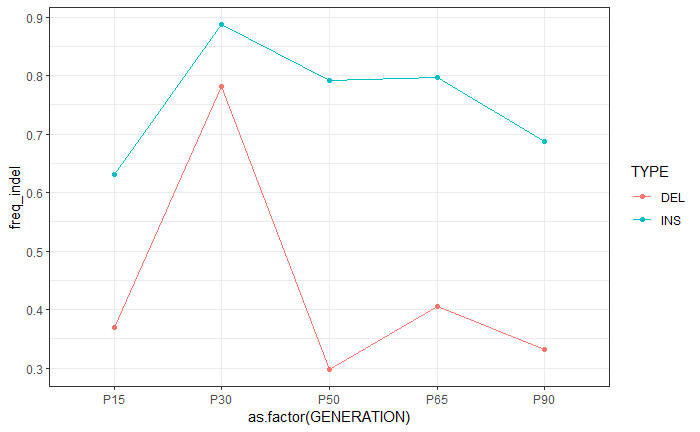 freq_indel
0.9
0.8
0.7
0.6
0.5
0.4
0.3
P15 P30 P50 P65 P90
as.factor(GENERATION)
TYPE
DEL
INS